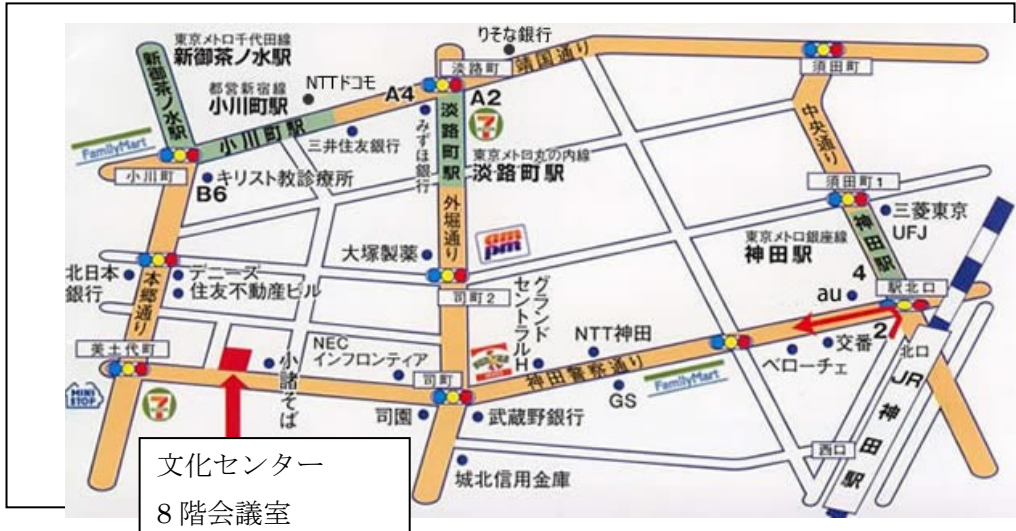 りそな銀行
東京メトロ千代田線
新御茶ノ水駅
新御茶ノ水駅
都営新宿線
小川町駅
NTTドコモ
淡路町
靖国通り
須田町
A4
A2
小川町駅
三井住友銀行
みずほ銀行
淡路町駅
東京メトロ丸の内線
淡路町駅
中央通り
FamilyMart
小川町
B6
キリスト教診療所
須田町1
三菱東京
UFJ
外堀通り
am
pm
東京メトロ銀座線
神田駅
神田駅
大塚製薬
北日本
銀行
本郷通り
デニーズ
住友不動産ビル
司町2
グランド
セントラルH
4
駅北口
au
2
美土代町
NEC
インフロンティア
小諸そば
NTT神田
交番
北口
ベローチェ
司町
神田警察通り
GS
FamilyMart
JR神田駅
MINI
STOP
司園
武蔵野銀行
西口
城北信用金庫
文化センター
8階会議室